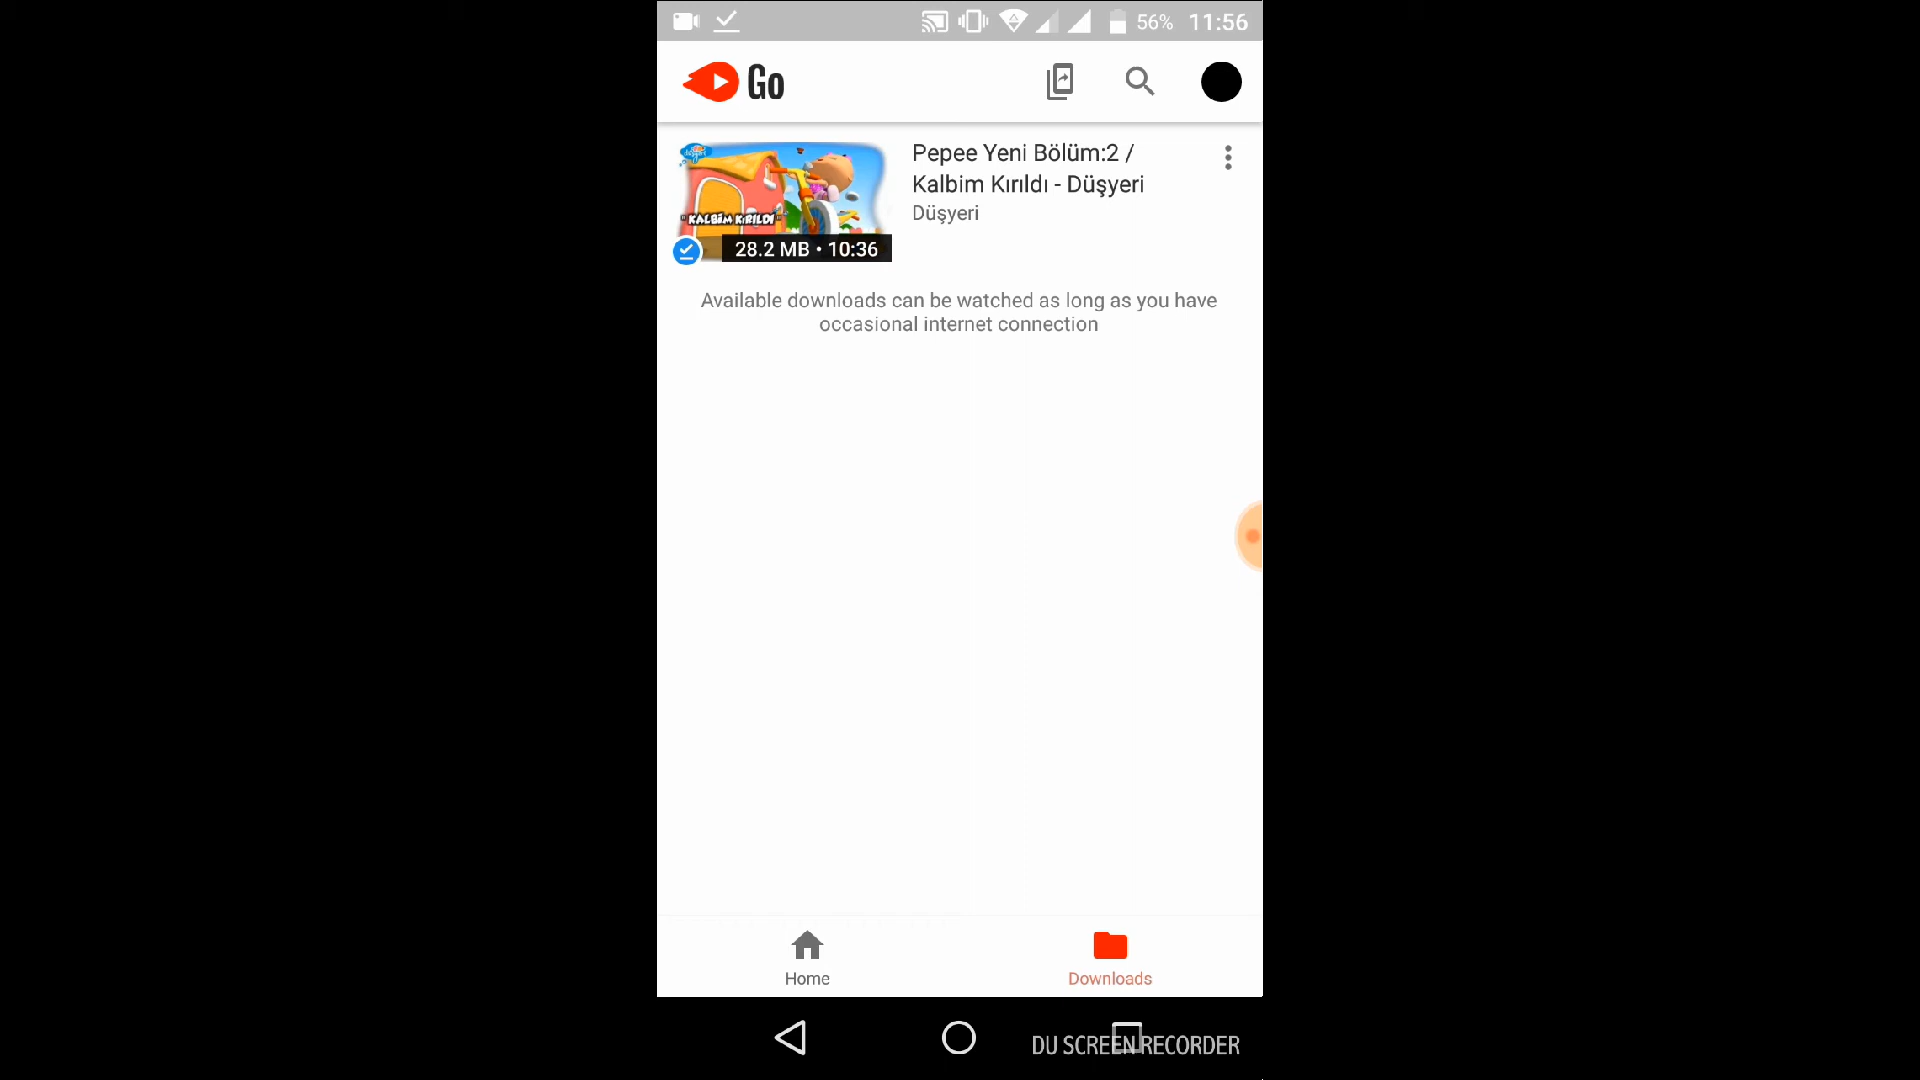 56% 11:56
Go
Pepee Yeni Bölüm:2 /
Kalbim Kırıldı - Düşyeri
Düşyeri
" KALBİM KIRILDI "
28.2 MB • 10:36
Available downloads can be watched as long as you have
occasional internet connection
Home
Downloads
DU SCREEN RECORDER